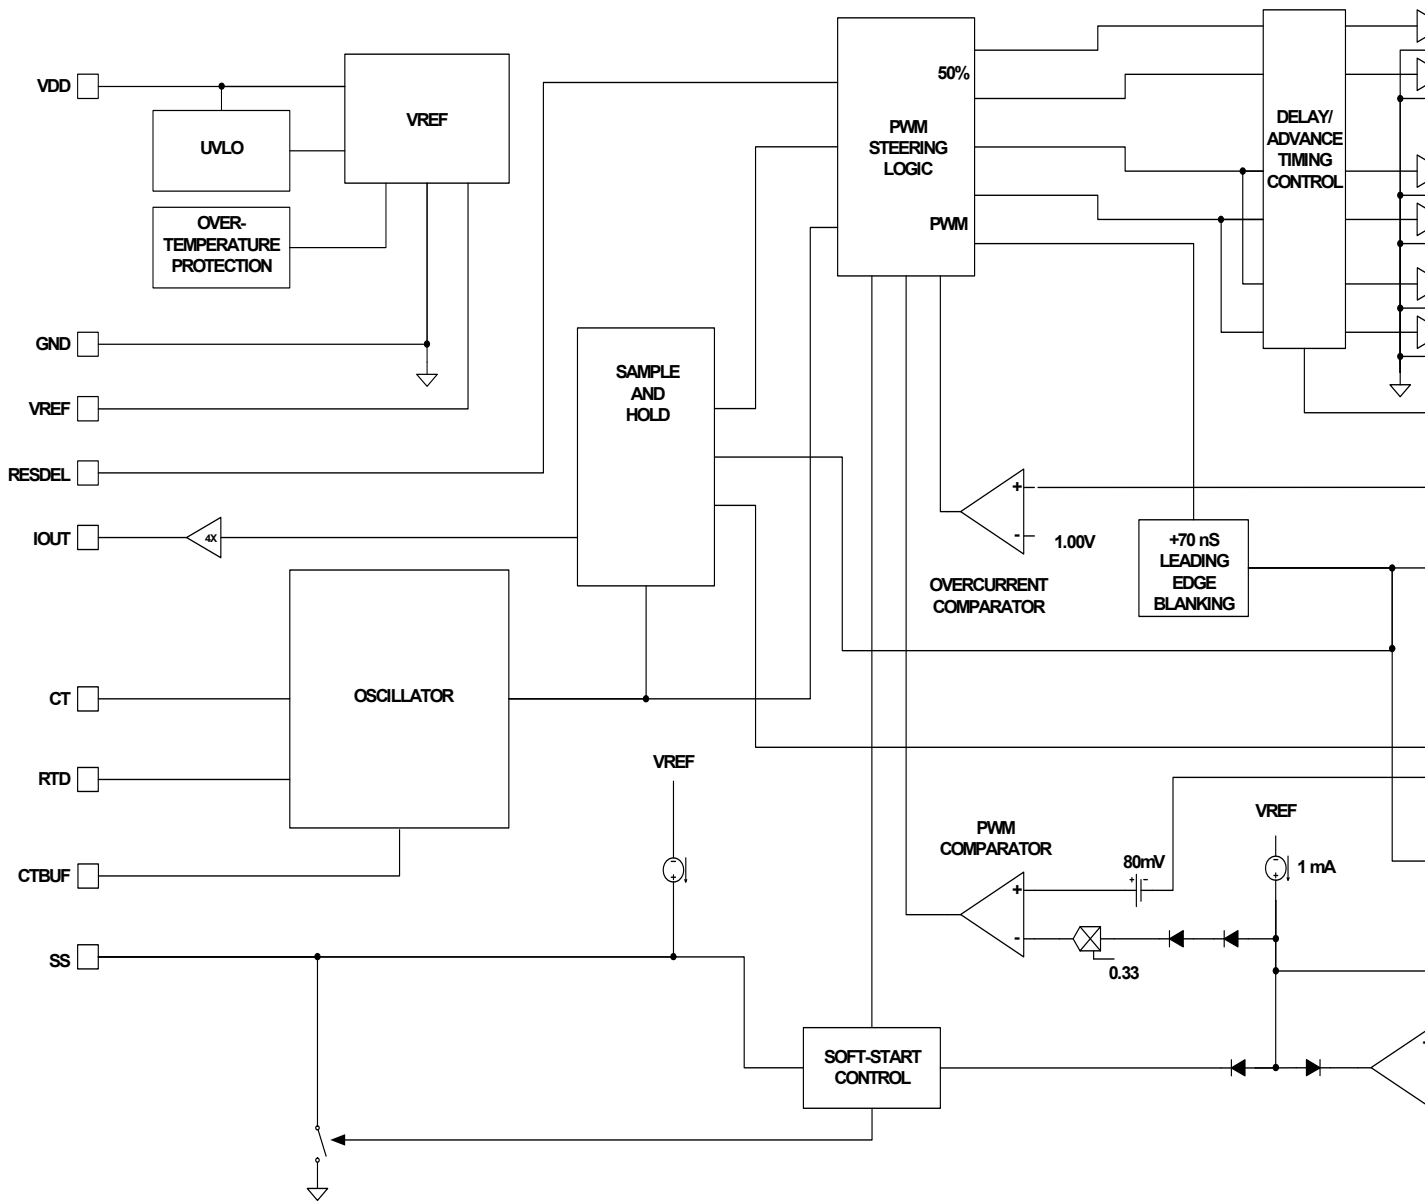 VDD
UVLO
VREF
OVER-
TEMPERATURE
PROTECTION
GND
VREF
RESDEL
IOUT
4X
SAMPLE
AND
HOLD
50%
PWM
STEERING
LOGIC
PWM
DELAY/
ADVANCE
TIMING
CONTROL
+
-
1.00V
OVERCURRENT
COMPARATOR
+70 nS
LEADING
EDGE
BLANKING
CT
OSCILLATOR
RTD
CTBUF
VREF
-
+
SS
PWM
COMPARATOR
+
-
80mV
+ -
0.33
VREF
-
+
1 mA
SOFT-START
CONTROL